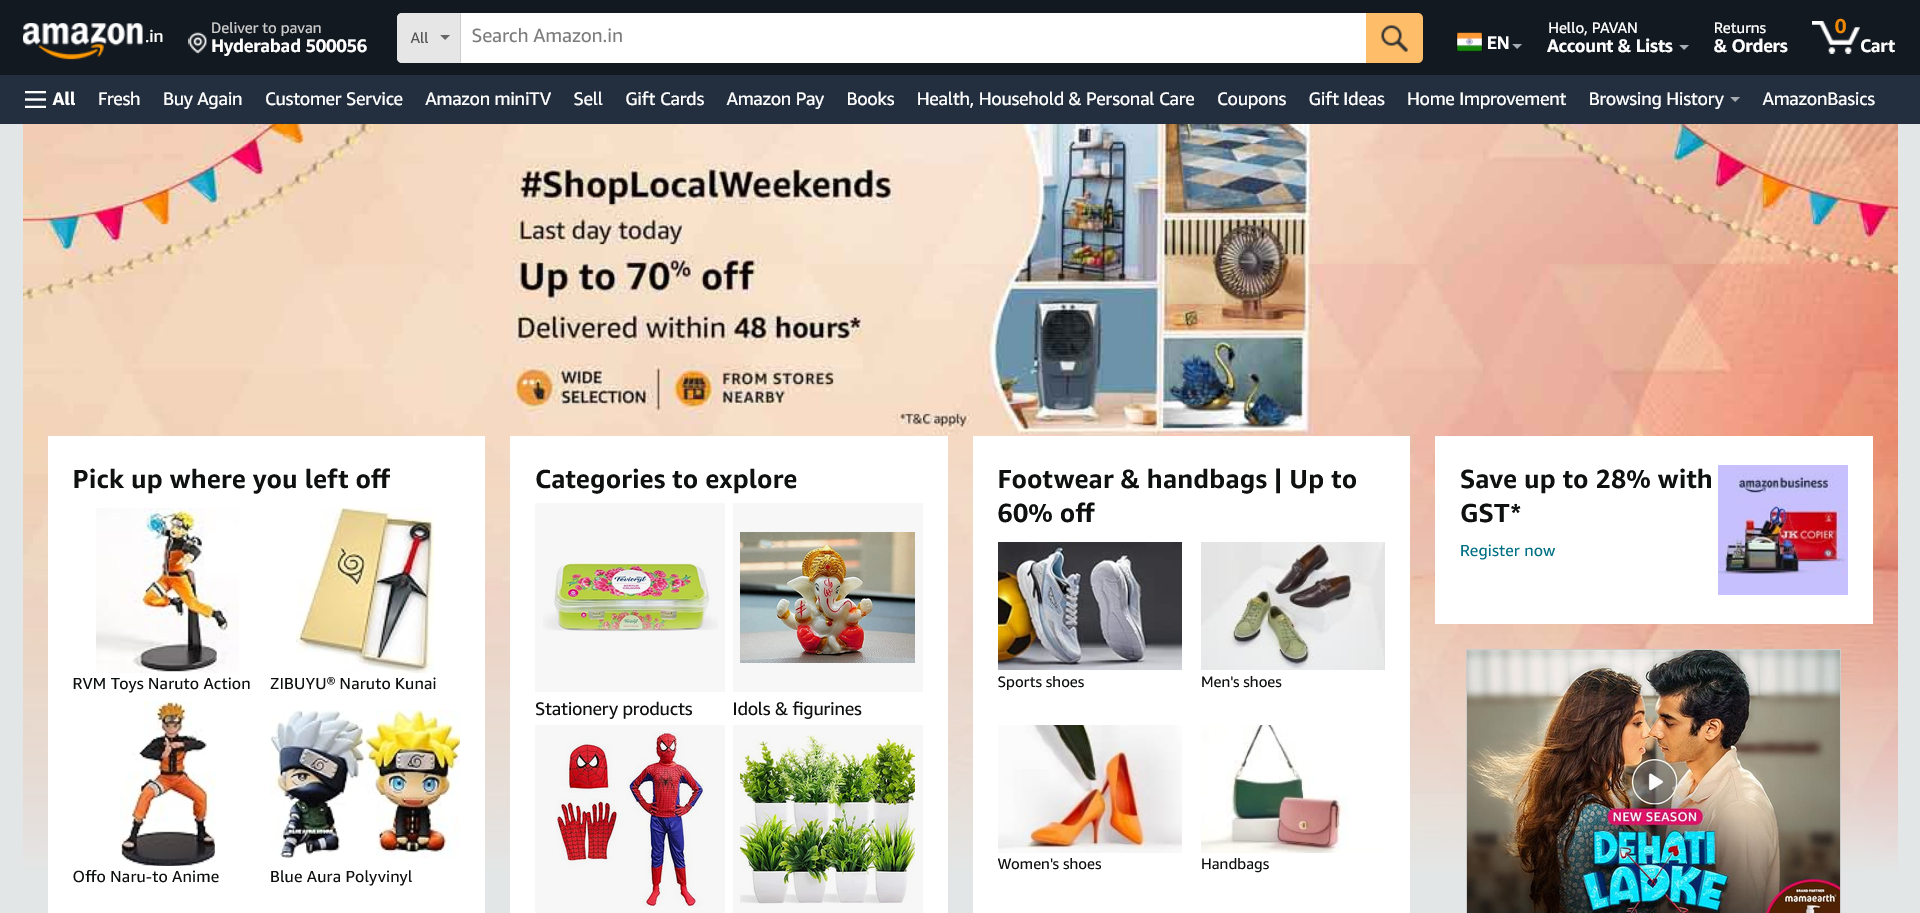 amazon.in
Deliver to pavan
Hyderabad 500056
All
Search Amazon.in
EN
Hello, PAVAN
Account & Lists
Returns
& Orders
0
Cart
All
Fresh
Buy Again
Customer Service
Amazon miniTV
Sell
Gift Cards
Amazon Pay
Books
Health, Household & Personal Care
Coupons
Gift Ideas
Home Improvement
Browsing History
AmazonBasics
#ShopLocalWeekends
Last day today
Up to 70% off
Delivered within 48 hours*
WIDE
SELECTION
FROM STORES
NEARBY
*T&C apply
Pick up where you left off
RVM Toys Naruto Action
ZIBUYU® Naruto Kunai
Offo Naru-to Anime
Blue Aura Polyvinyl
Categories to explore
Stationery products
Idols & figurines
Footwear & handbags | Up to
60% off
Sports shoes
Men's shoes
Women's shoes
Handbags
Save up to 28% with
GST*
Register now
amazon business
JK COPIER
NEW SEASON
DEHATI
LADKE
BRAND PARTNER
mamaearth